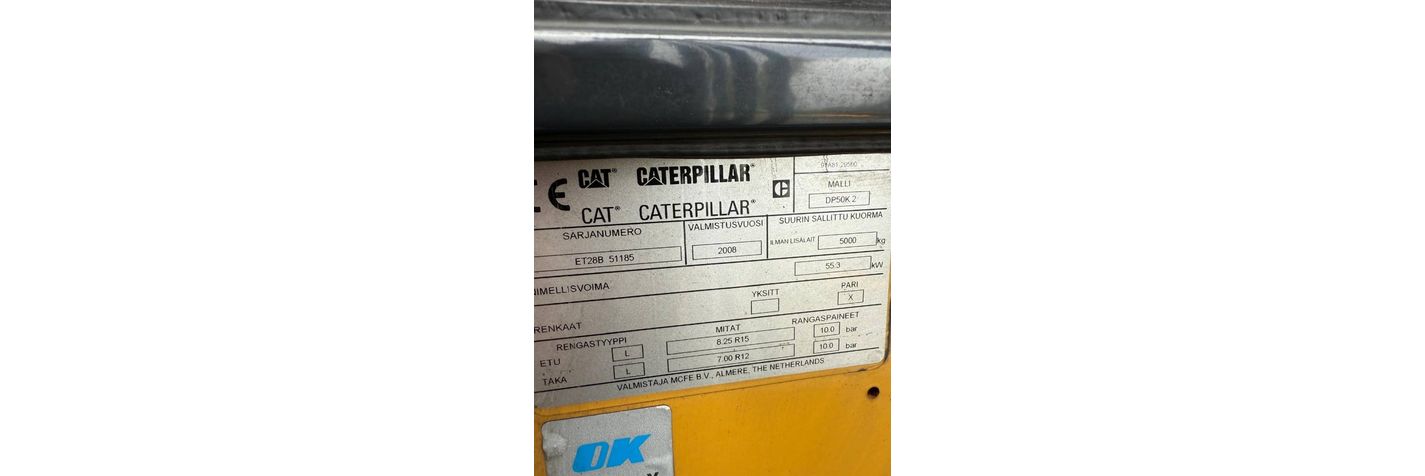 CE CAT® CATERPILLAR®
CAT® CATERPILLAR®
MALLI
DP50K 2
SARJANUMERO
ET28B 51185
VALMISTUSVUOSI
2008
SUURIN SALLITTU KUORMA
ILMAN LISÄLAIT 5000 kg
NIMELLISVOIMA 55.3 kW
RENKAAT YKSITT PARI
X
RENGASTYYPPI MITAT RANGASPAINEET
ETU L 8.25 R15 10.0 bar
TAKA L 7.00 R12 10.0 bar
VALMISTAJA MCFE B.V., ALMERE, THE NETHERLANDS
OK